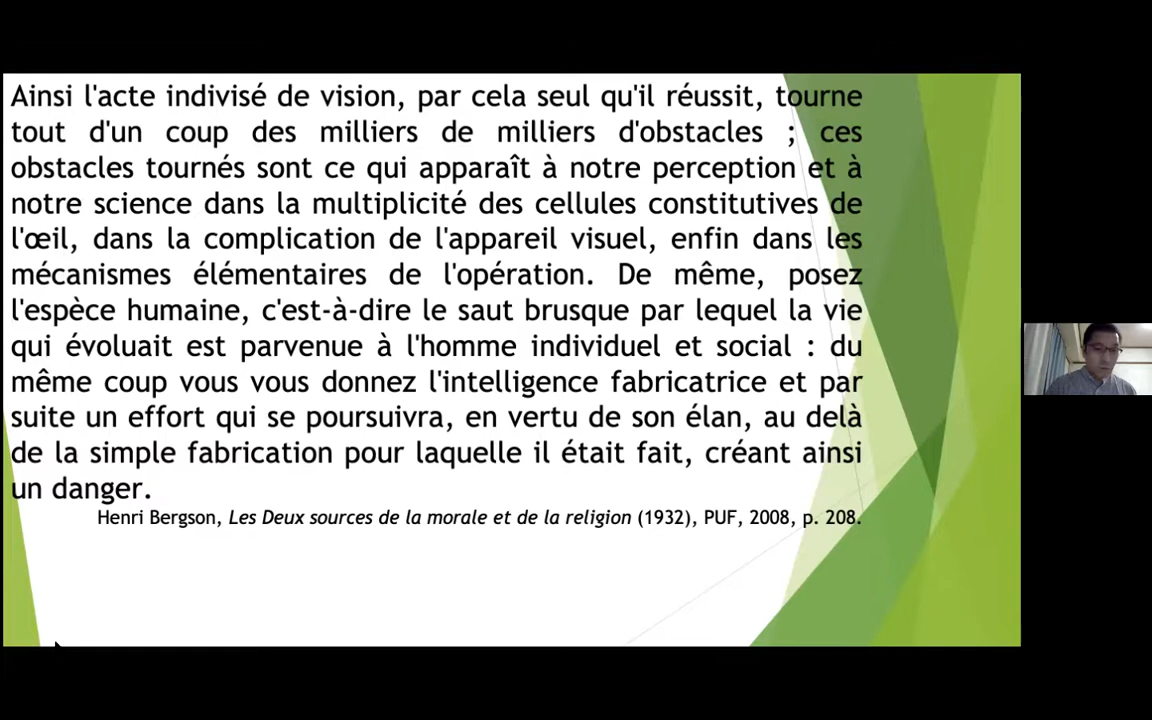 Ainsi l'acte indivisé de vision, par cela seul qu'il réussit, tourne
tout d'un coup des milliers de milliers d'obstacles ; ces
obstacles tournés sont ce qui apparaît à notre perception et à
notre science dans la multiplicité des cellules constitutives de
l'œil, dans la complication de l'appareil visuel, enfin dans les
mécanismes élémentaires de l'opération. De même, posez
l'espèce humaine, c'est-à-dire le saut brusque par lequel la vie
qui évoluait est parvenue à l'homme individuel et social : du
même coup vous vous donnez l'intelligence fabricatrice et par
suite un effort qui se poursuivra, en vertu de son élan, au delà
de la simple fabrication pour laquelle il était fait, créant ainsi
un danger.
Henri Bergson, Les Deux sources de la morale et de la religion (1932), PUF, 2008, p. 208.